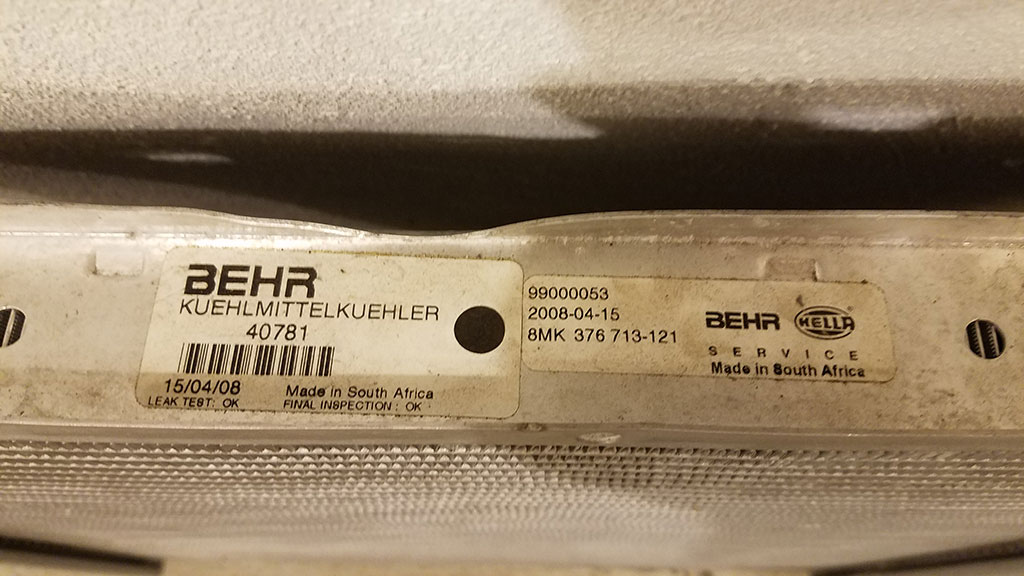 BEHR
KUEHLMITTELKUEHLER
40781
15/04/08 Made in South Africa
LEAK TEST: OK FINAL INSPECTION : OK
99000053
2008-04-15
8MK 376 713-121
BEHR HELLA
SERVICE
Made in South Africa